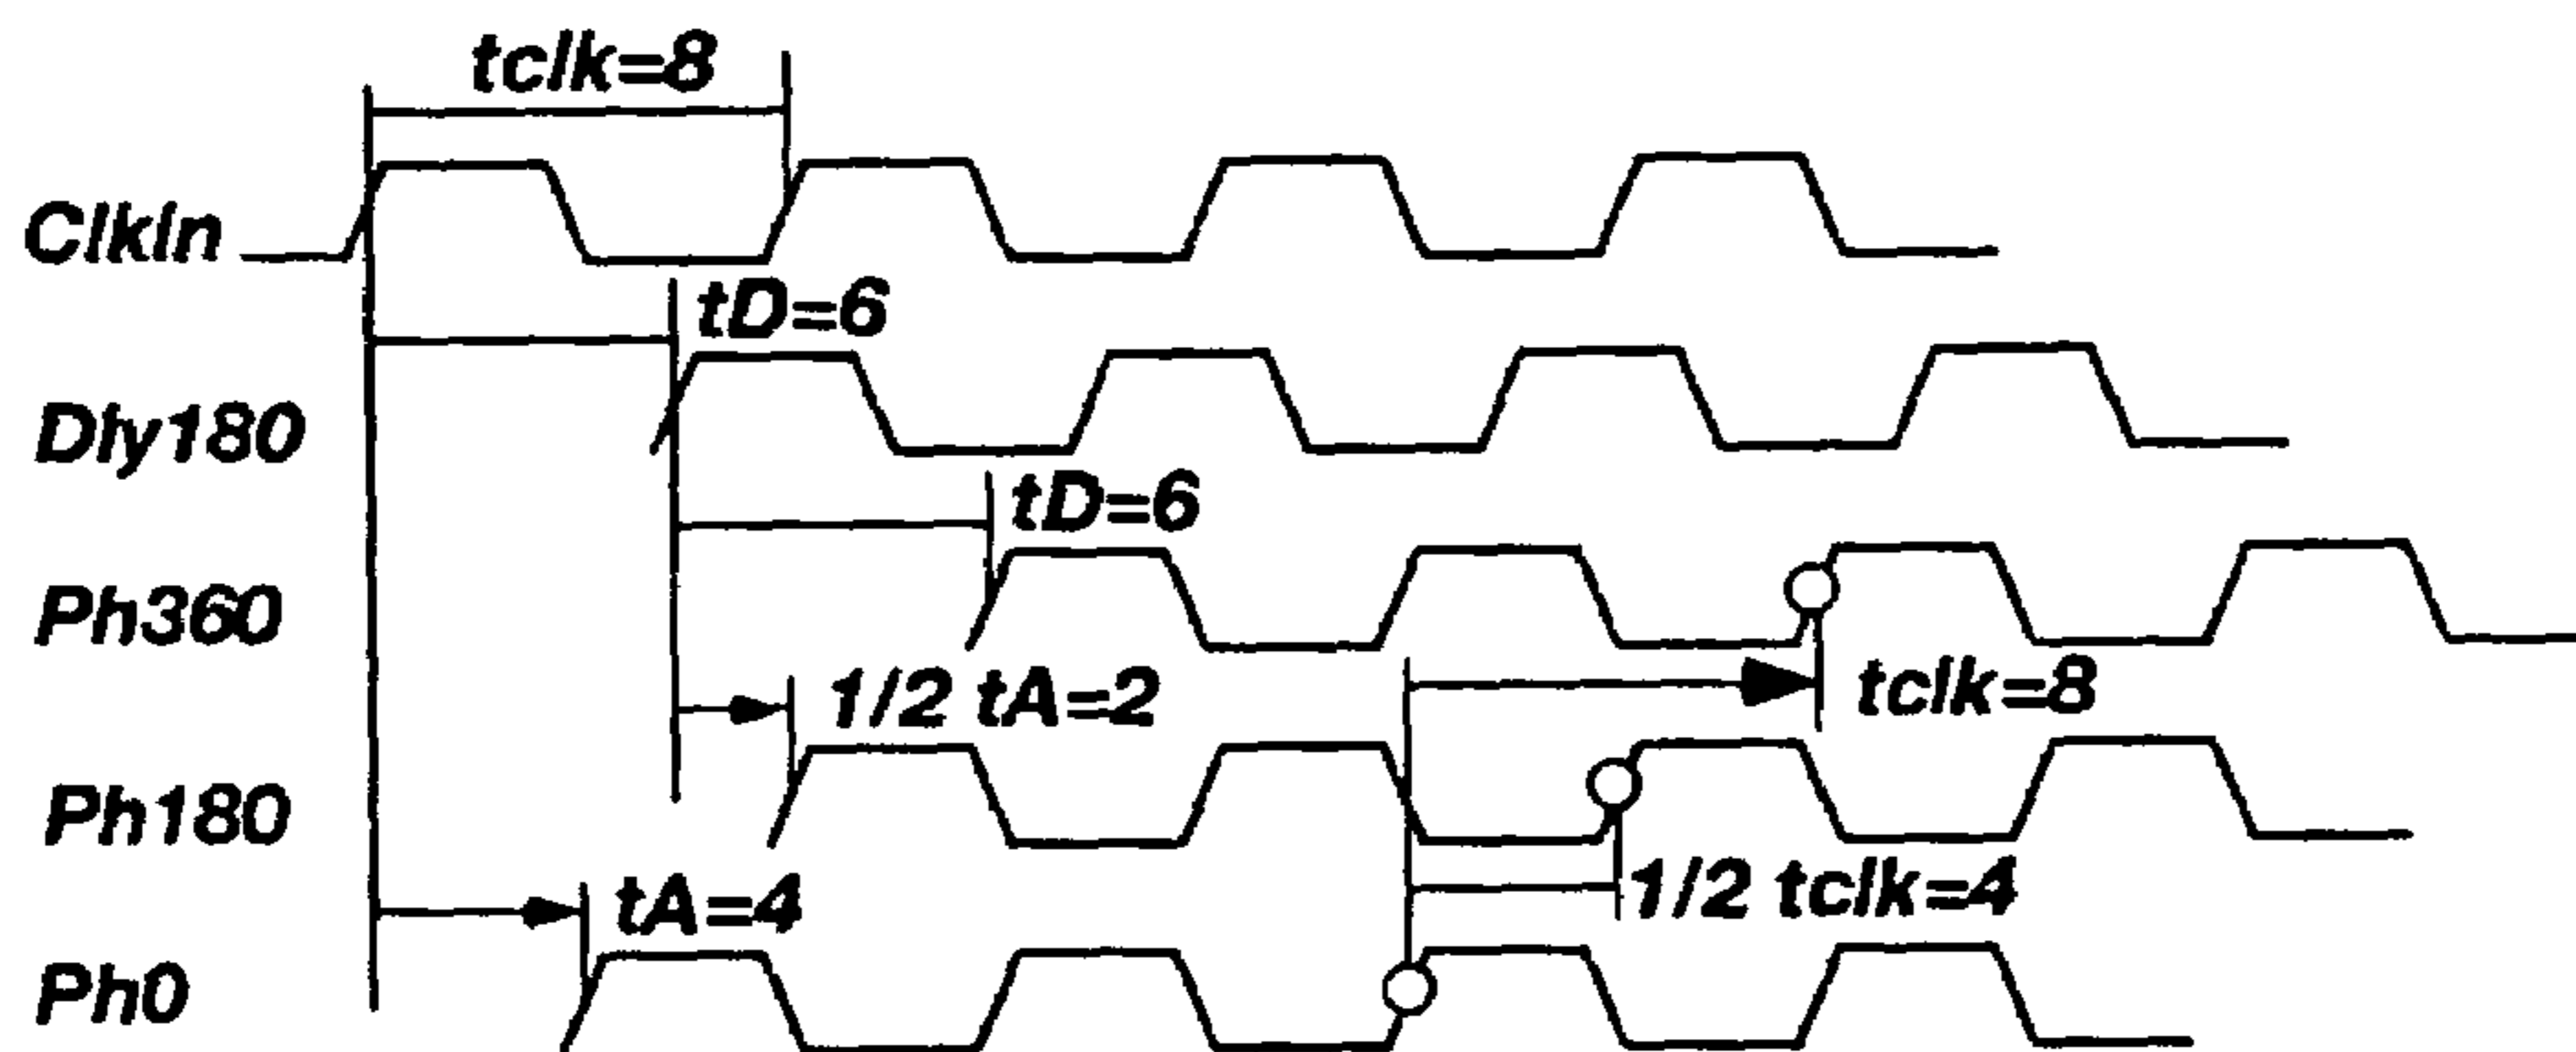 tclk=8
ClkIn
tD=6
Dly180
tD=6
Ph360
1/2 tA=2
tclk=8
Ph180
tA=4
1/2 tclk=4
Ph0